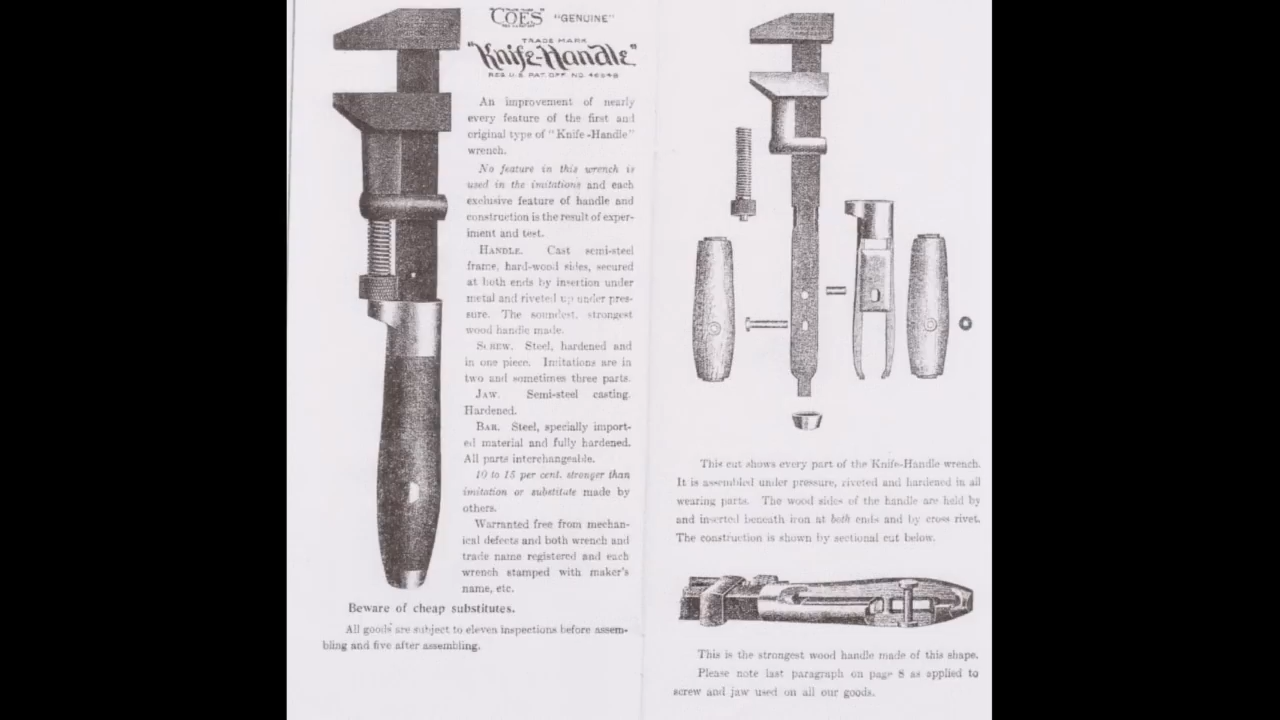 COES "GENUINE"
TRADE MARK
"Knife-Handle"
REG. U.S. PAT. OFF. NO.
An improvement of nearly
every feature of the first and
original type of "Knife-Handle"
wrench.
No feature in this wrench is
used in the imitations and each
exclusive feature of handle and
construction is the result of exper-
iment and test.
HANDLE. Cast semi-steel
frame, hard-wood sides, secured
at both ends by insertion under
metal and riveted up under pres-
sure. The soundest, strongest
wood handle made.
SCREW. Steel, hardened and
in one piece. Imitations are in
two and sometimes three parts.
JAW. Semi-steel casting.
Hardened.
BAR. Steel, specially import-
ed material and fully hardened.
All parts interchangeable.
10 to 15 per cent. stronger than
imitation or substitute made by
others.
Warranted free from mechan-
ical defects and both wrench and
trade name registered and each
wrench stamped with maker's
name, etc.
Beware of cheap substitutes.
All goods are subject to eleven inspections before assem-
bling and five after assembling.
This cut shows every part of the Knife-Handle wrench.
It is assembled under pressure, riveted and hardened in all
wearing parts. The wood sides of the handle are held by
and inserted beneath iron at both ends and by cross rivet.
The construction is shown by sectional cut below.
This is the strongest wood handle made of this shape.
Please note last paragraph on page 8 as applied to
screw and jaw used on all our goods.